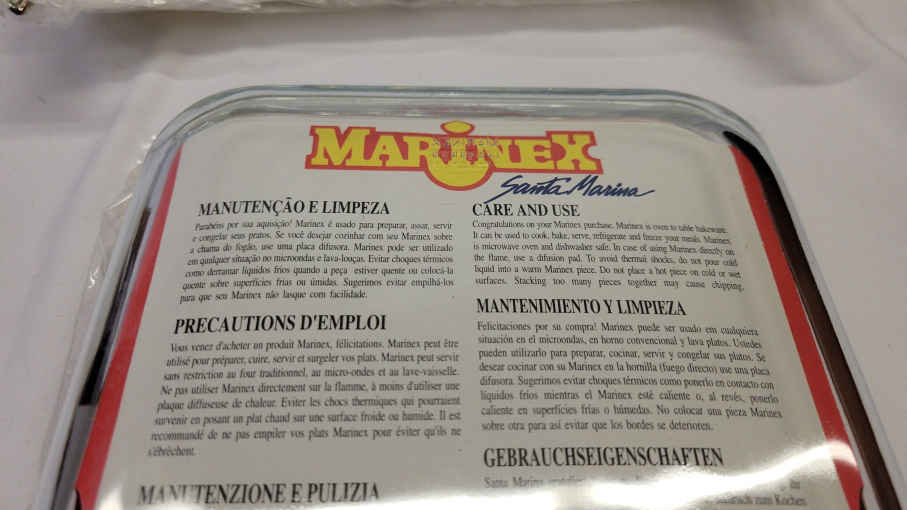 MARINEX
Santa Marina
MANUTENÇÃO E LIMPEZA
Parabéns por sua aquisição! Marinex é usado para preparar, assar, servir
e congelar seus pratos. Se você desejar cozinhar com seu Marinex sobre
a chama do fogão, use uma placa difusora. Marinex pode ser utilizado
em qualquer situação no microondas e lava-louças. Evitar choques térmicos
como derramar líquidos frios quando a peça estiver quente ou colocá-la
quente sobre superfícies frias ou úmidas. Sugerimos evitar empilhá-los
para que seu Marinex não lasque com facilidade.
PRECAUTIONS D'EMPLOI
Vous venez d'acheter un produit Marinex, félicitations. Marinex peut être
utilisé pour préparer, cuire, servir et surgeler vos plats. Marinex peut servir
sans restriction au four traditionnel, au micro-ondes et au lave-vaisselle.
Ne pas utiliser Marinex directement sur la flamme, à moins d'utiliser une
plaque diffuseuse de chaleur. Eviter les chocs thermiques qui pourraient
survenir en posant un plat chaud sur une surface froide ou humide. Il est
recommandé de ne pas empiler vos plats Marinex pour éviter qu'ils ne
s'ébrèchent.
MANUTENZIONE E PULIZIA
CARE AND USE
Congratulations on your Marinex purchase. Marinex is oven to table bakeware.
It can be used to cook, bake, serve, refrigerate and freeze your meals. Marinex
is microwave oven and dishwasher safe. In case of using Marinex directly on
the flame, use a difusion pad. To avoid thermal shocks, do not pour cold
liquid into a warm Marinex piece. Do not place a hot piece on cold or wet
surfaces. Stacking too many pieces together may cause chipping.
MANTENIMIENTO Y LIMPIEZA
Felicitaciones por su compra! Marinex puede ser usado em cualquiera
situación en el microondas, en horno convencional y lava platos. Ustedes
pueden utilizarlo para preparar, cocinar, servir y congelar sus platos. Se
desear cocinar con su Marinex en la hornilla (fuego directo) use una placa
difusora. Sugerimos evitar choques térmicos como ponerlo en contacto con
líquidos fríos mientras el Marinex esté caliente o, al revés, ponerlo
caliente en superfícies frías o húmedas. No colocar una pieza Marinex
sobre otra para así evitar que los bordes se deterioren.
GEBRAUCHSEIGENSCHAFTEN
Santa Marina
zum Kochen